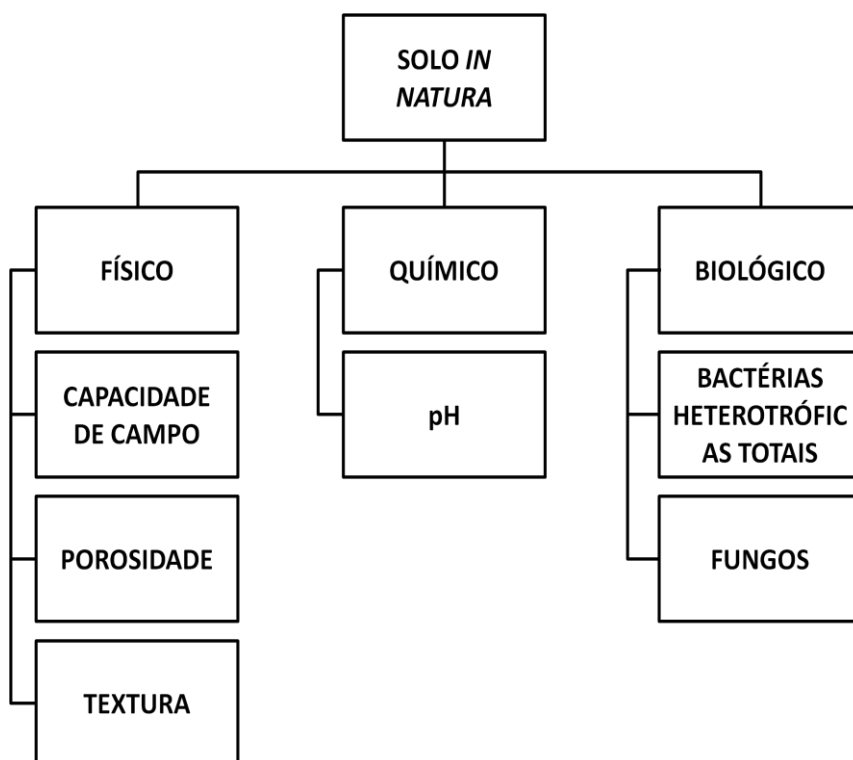 SOLO IN
NATURA
FÍSICO
QUÍMICO
BIOLÓGICO
CAPACIDADE
DE CAMPO
pH
BACTÉRIAS
HETEROTRÓFIC
AS TOTAIS
POROSIDADE
FUNGOS
TEXTURA